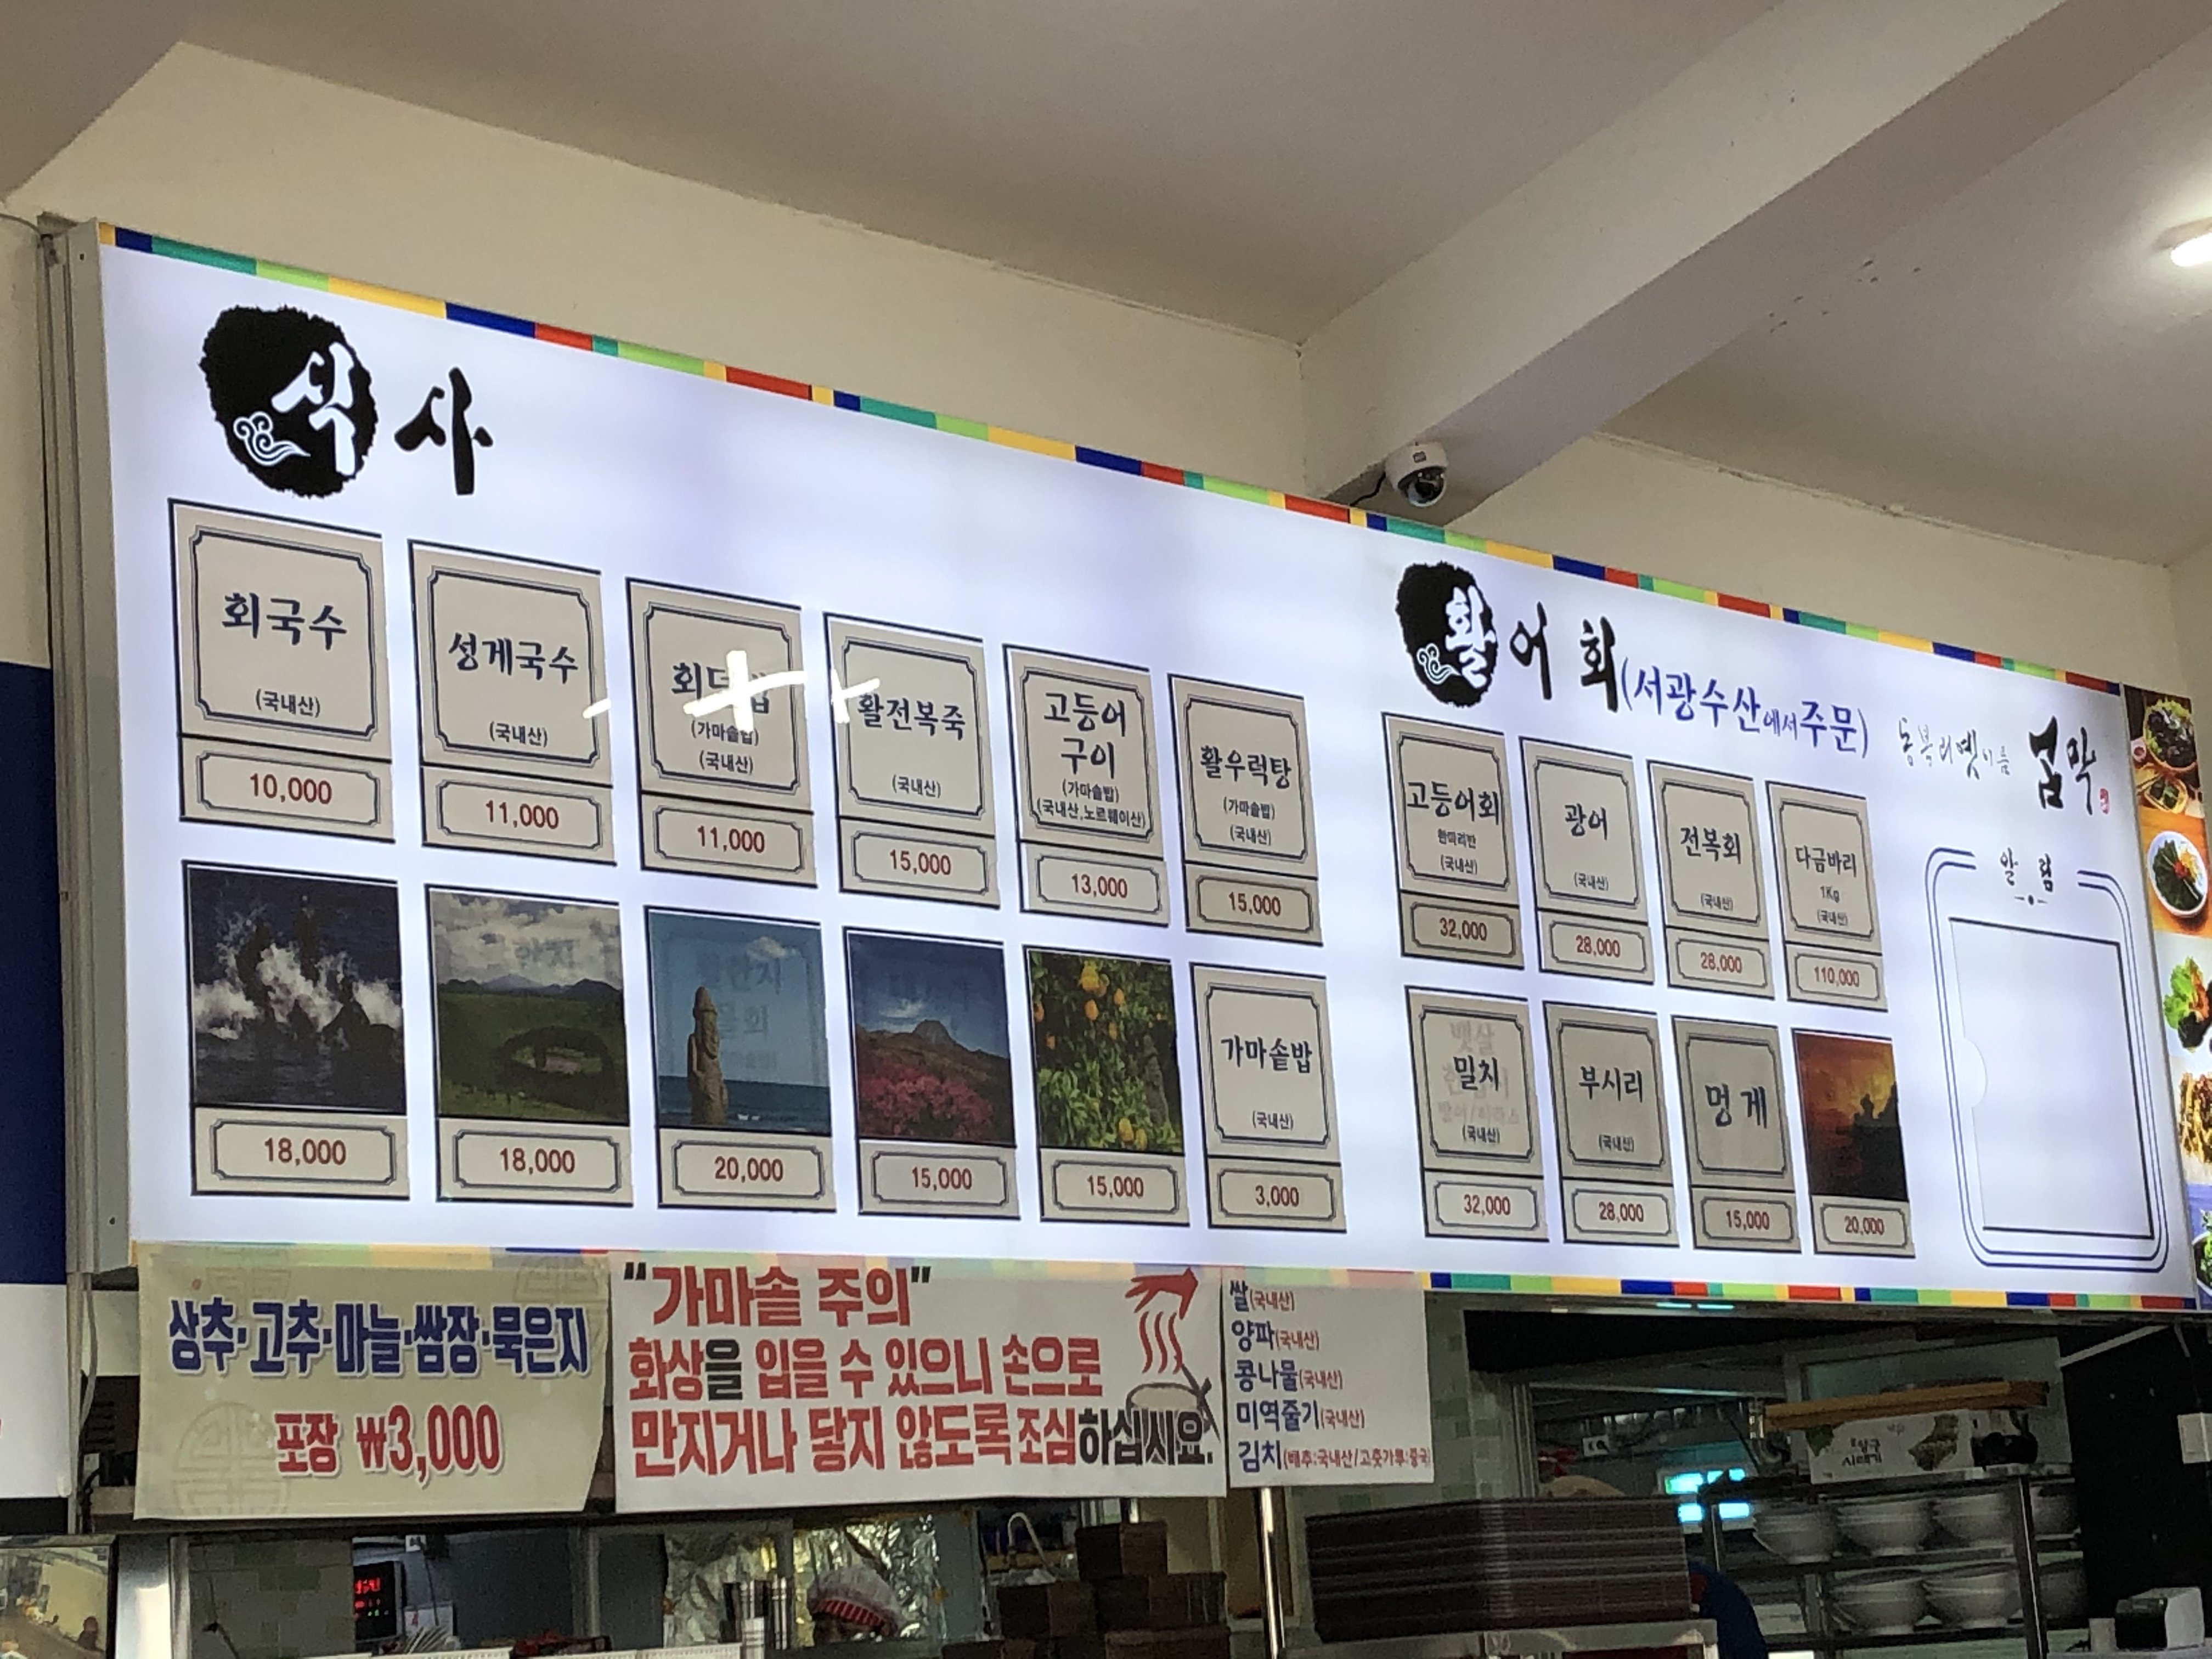 식사
회국수
(국내산)
10,000
성게국수
(국내산)
11,000
(가마솥밥)
(국내산)
11,000
활전복죽
(국내산)
15,000
고등어
구이
(가마솥밥)
(국내산,노르웨이산)
13,000
활우럭탕
(가마솥밥)
(국내산)
15,000
18,000
18,000
20,000
15,000
15,000
가마솥밥
(국내산)
3,000
활어회(서광수산에서주문)
고등어회
한마리반
(국내산)
32,000
광어
(국내산)
28,000
전복회
(국내산)
28,000
다금바리
1Kg
(국내산)
110,000
밀치
(국내산)
32,000
부시리
(국내산)
28,000
멍게
15,000
20,000
동복리옛이름
알림
상추·고추·마늘·쌈장·묵은지
포장 ₩3,000
"가마솥 주의"
화상을 입을 수 있으니 손으로
만지거나 닿지 않도록 조심하십시요.
쌀(국내산)
양파(국내산)
콩나물(국내산)
미역줄기(국내산)
김치(배추:국내산/고춧가루:중국)